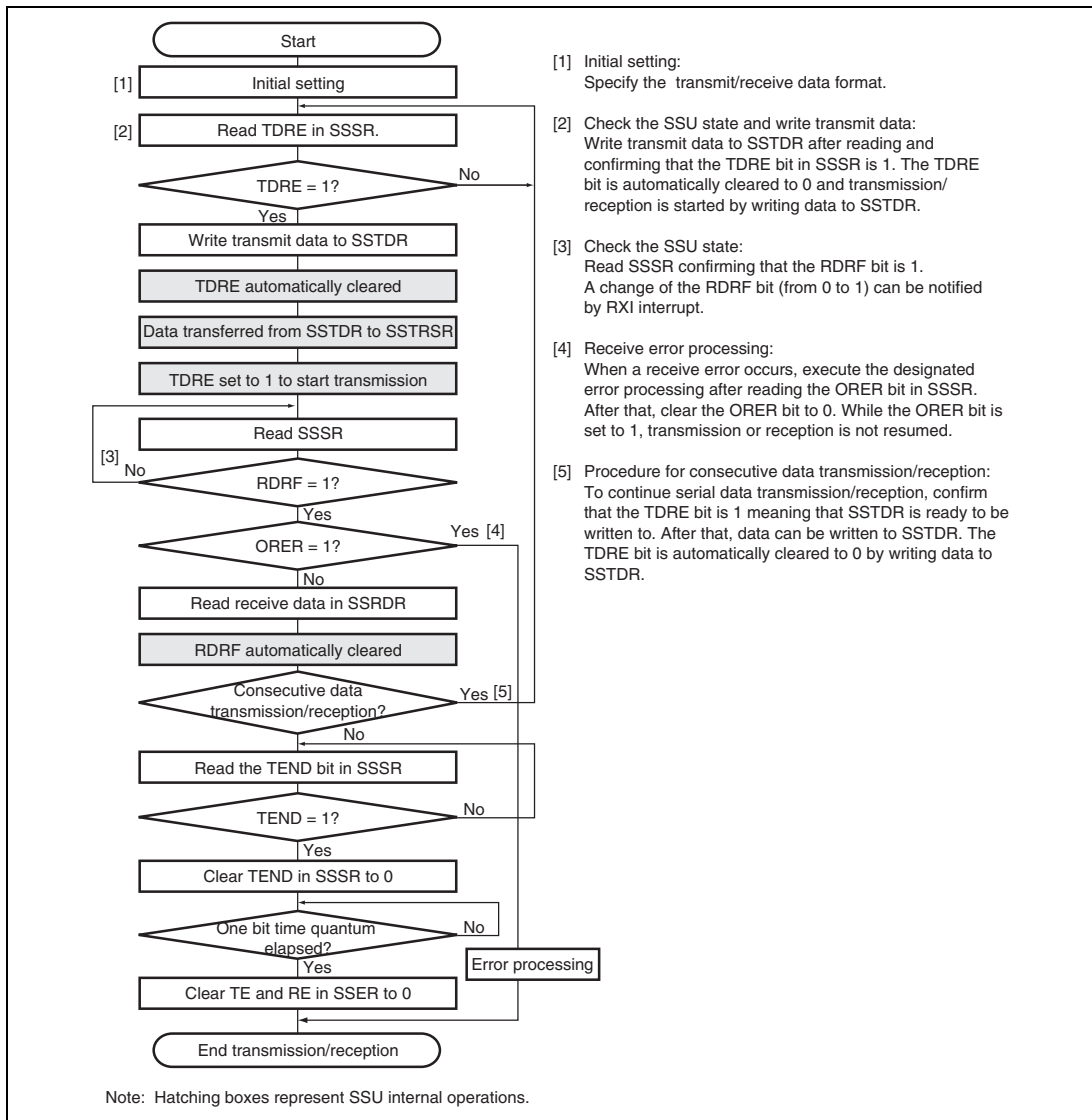 Start
[1] Initial setting
[2] Read TDRE in SSSR.
TDRE = 1?
No
Yes
Write transmit data to SSTDR
TDRE automatically cleared
Data transferred from SSTDR to SSTRSR
TDRE set to 1 to start transmission
Read SSSR
[3]
No
RDRF = 1?
Yes
ORER = 1?
Yes [4]
No
Read receive data in SSRDR
RDRF automatically cleared
Consecutive data
transmission/reception?
Yes [5]
No
Read the TEND bit in SSSR
TEND = 1?
No
Yes
Clear TEND in SSSR to 0
One bit time quantum
elapsed?
No
Yes
Error processing
Clear TE and RE in SSER to 0
End transmission/reception
[1] Initial setting:
Specify the transmit/receive data format.
[2] Check the SSU state and write transmit data:
Write transmit data to SSTDR after reading and
confirming that the TDRE bit in SSSR is 1. The TDRE
bit is automatically cleared to 0 and transmission/
reception is started by writing data to SSTDR.
[3] Check the SSU state:
Read SSSR confirming that the RDRF bit is 1.
A change of the RDRF bit (from 0 to 1) can be notified
by RXI interrupt.
[4] Receive error processing:
When a receive error occurs, execute the designated
error processing after reading the ORER bit in SSSR.
After that, clear the ORER bit to 0. While the ORER bit is
set to 1, transmission or reception is not resumed.
[5] Procedure for consecutive data transmission/reception:
To continue serial data transmission/reception, confirm
that the TDRE bit is 1 meaning that SSTDR is ready to be
written to. After that, data can be written to SSTDR. The
TDRE bit is automatically cleared to 0 by writing data to
SSTDR.
Note: Hatching boxes represent SSU internal operations.